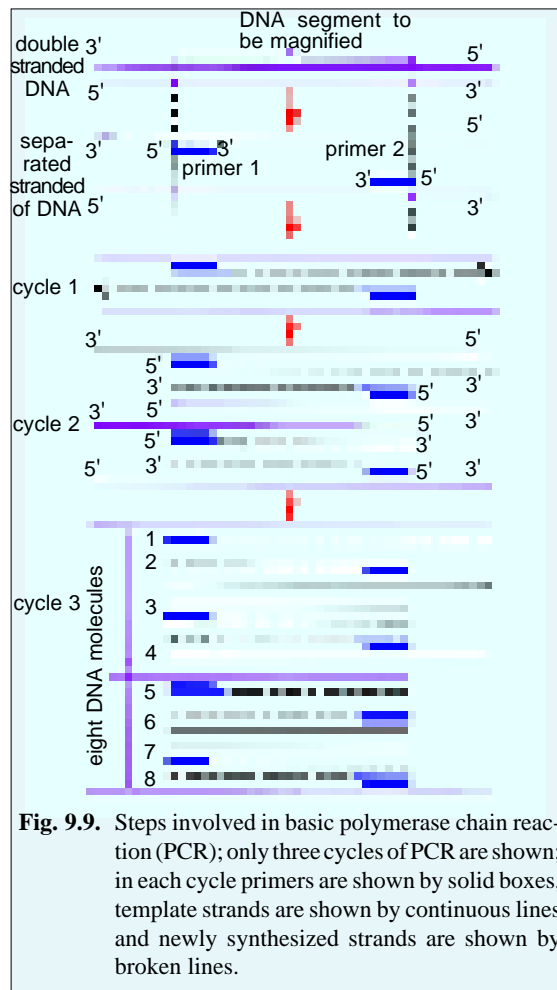 DNA segment to
be magnified
double
stranded
DNA
3'
5'
5'
3'
5'
sepa-
rated
stranded
of DNA
3'
5'
3'
primer 1
primer 2
3'
5'
5'
3'
cycle 1
3'
5'
5'
3'
3'
5'
5'
3'
cycle 2
5'
3'
5'
3'
5'
3'
5'
3'
cycle 3
eight DNA molecules
1
2
3
4
5
6
7
8
Fig. 9.9. Steps involved in basic polymerase chain reac-
tion (PCR); only three cycles of PCR are shown;
in each cycle primers are shown by solid boxes,
template strands are shown by continuous lines
and newly synthesized strands are shown by
broken lines.